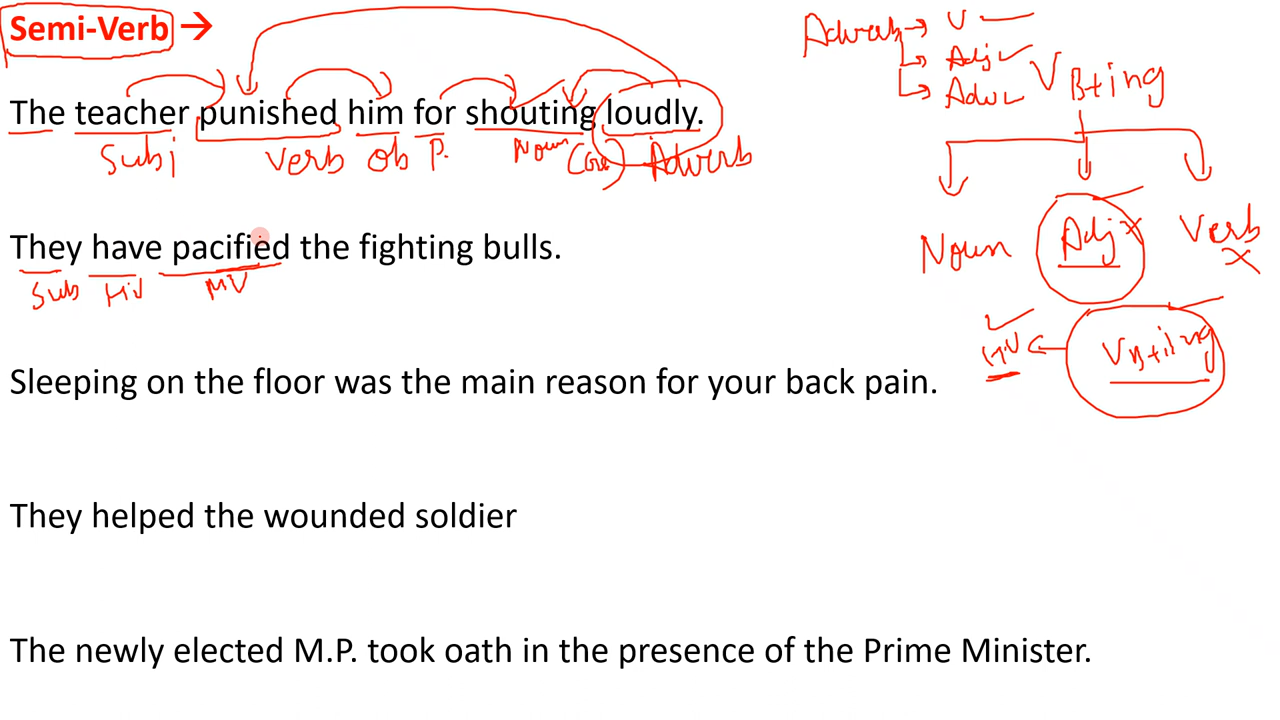 Semi-Verb →
Adverb → V
Adj
Adv
VB+ing
The teacher punished him for shouting loudly.
Subj verb ob P. Noun Adverb
Noun Adj x Verb x
They have pacified the fighting bulls.
Sub HV MV
HV ← VB+ing
Sleeping on the floor was the main reason for your back pain.
They helped the wounded soldier
The newly elected M.P. took oath in the presence of the Prime Minister.